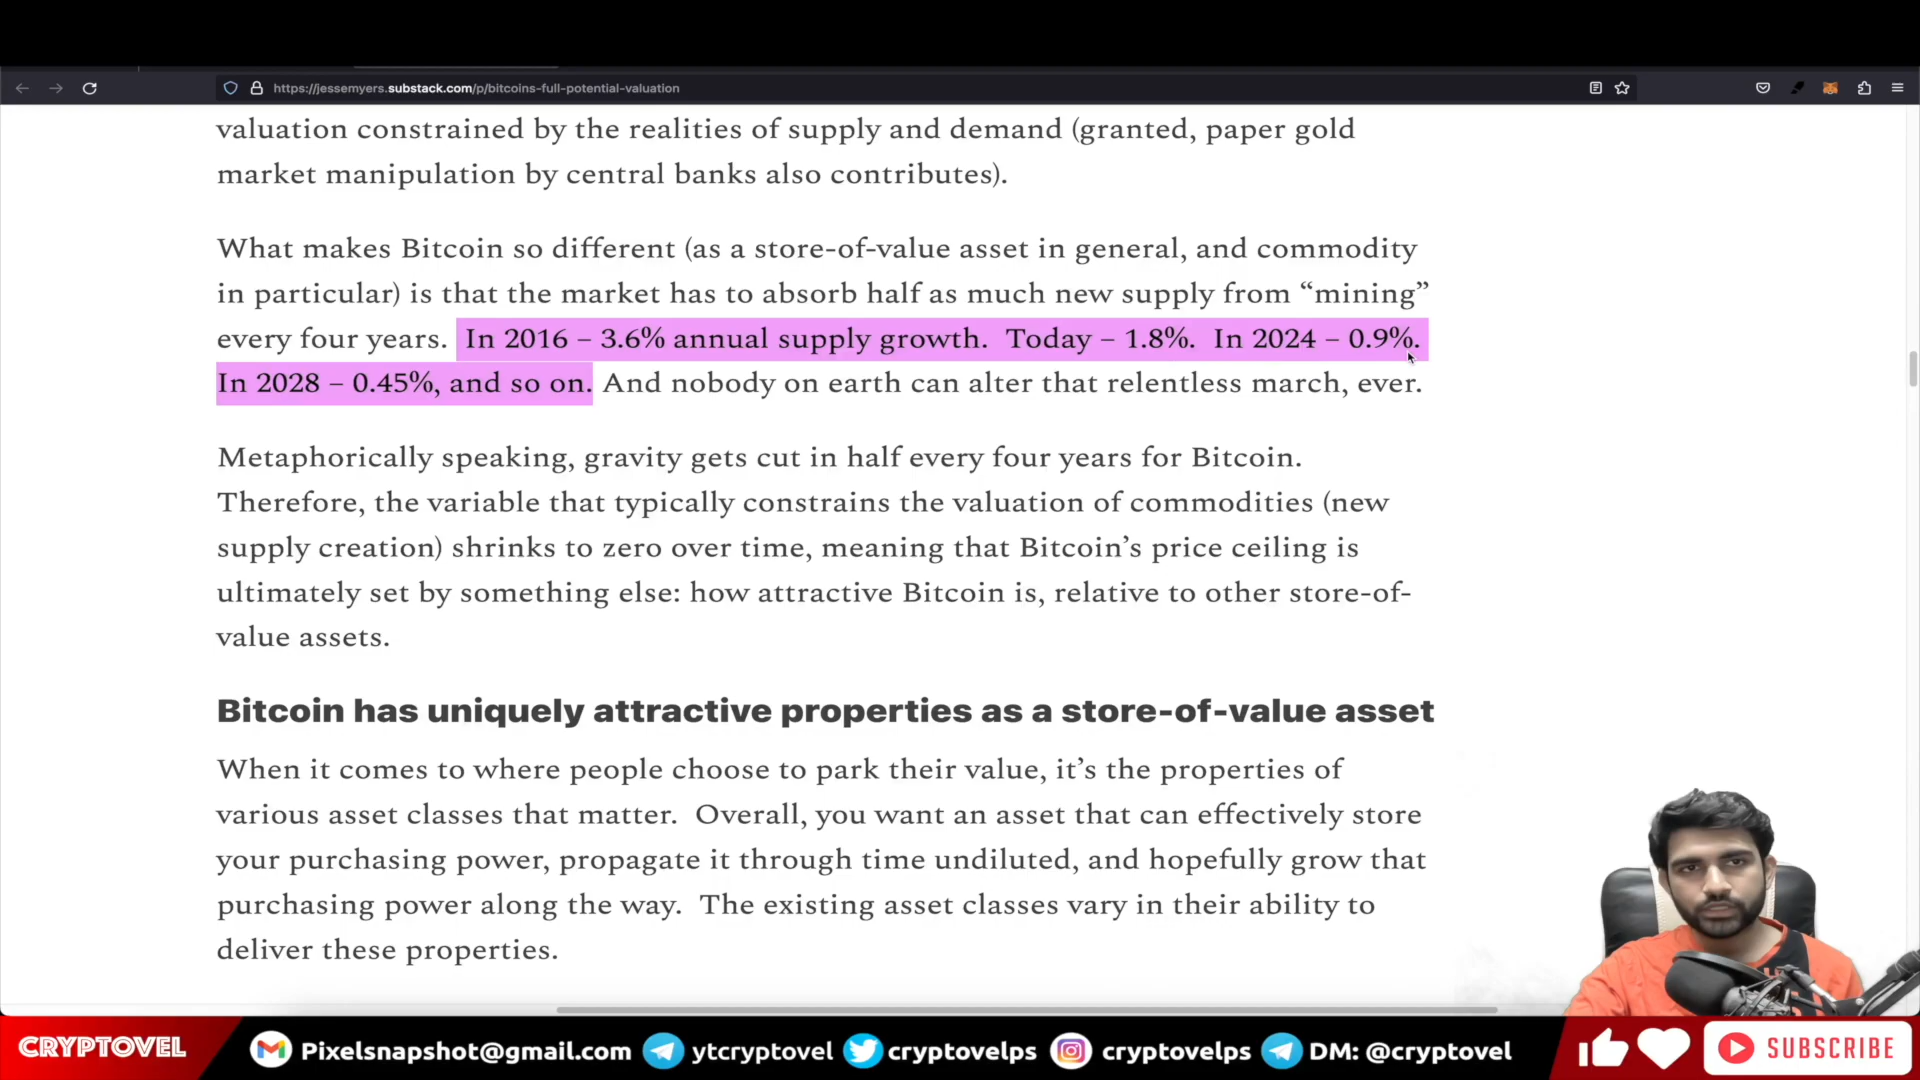 https://jessemyers.substack.com/p/bitcoins-full-potential-valuation
valuation constrained by the realities of supply and demand (granted, paper gold
market manipulation by central banks also contributes).
What makes Bitcoin so different (as a store-of-value asset in general, and commodity
in particular) is that the market has to absorb half as much new supply from “mining”
every four years.  In 2016 – 3.6% annual supply growth.  Today – 1.8%.  In 2024 – 0.9%.
In 2028 – 0.45%, and so on. And nobody on earth can alter that relentless march, ever.
Metaphorically speaking, gravity gets cut in half every four years for Bitcoin.
Therefore, the variable that typically constrains the valuation of commodities (new
supply creation) shrinks to zero over time, meaning that Bitcoin’s price ceiling is
ultimately set by something else: how attractive Bitcoin is, relative to other store-of-
value assets.
Bitcoin has uniquely attractive properties as a store-of-value asset
When it comes to where people choose to park their value, it’s the properties of
various asset classes that matter.  Overall, you want an asset that can effectively store
your purchasing power, propagate it through time undiluted, and hopefully grow that
purchasing power along the way.  The existing asset classes vary in their ability to
deliver these properties.
CRYPTOVEL Pixelsnapshot@gmail.com ytcryptovel cryptovelps cryptovelps DM: @cryptovel SUBSCRIBE